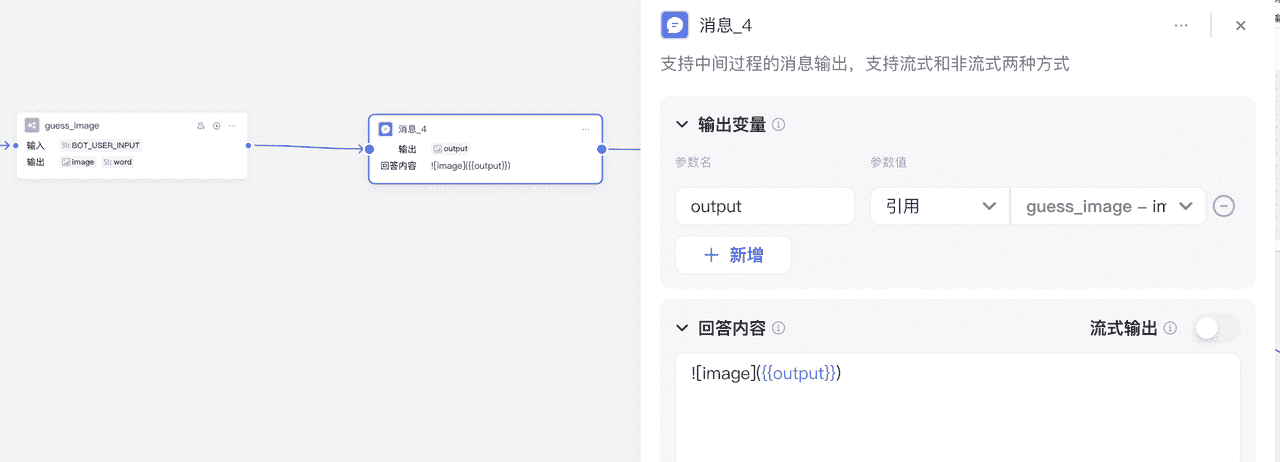 guess_image
输入 Str. BOT_USER_INPUT
输出 image Str. word
消息_4
输出 output
回答内容 ![image]({{output}})
消息_4
支持中间过程的消息输出，支持流式和非流式两种方式
输出变量
参数名 参数值
output 引用 guess_image – im
新增
回答内容 流式输出
![image]({{output}})